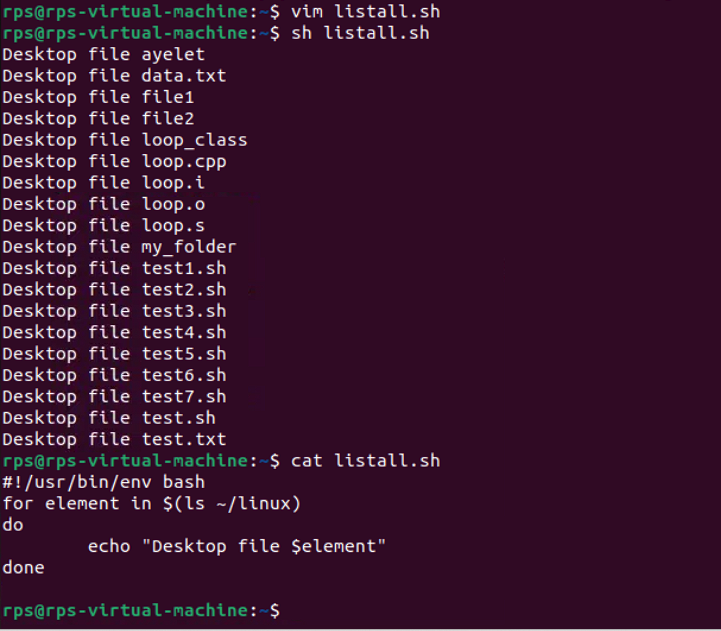 rps@rps-virtual-machine:~$ vim listall.sh
rps@rps-virtual-machine:~$ sh listall.sh
Desktop file ayelet
Desktop file data.txt
Desktop file file1
Desktop file file2
Desktop file loop_class
Desktop file loop.cpp
Desktop file loop.i
Desktop file loop.o
Desktop file loop.s
Desktop file my_folder
Desktop file test1.sh
Desktop file test2.sh
Desktop file test3.sh
Desktop file test4.sh
Desktop file test5.sh
Desktop file test6.sh
Desktop file test7.sh
Desktop file test.sh
Desktop file test.txt
rps@rps-virtual-machine:~$ cat listall.sh
#!/usr/bin/env bash
for element in $(ls ~/linux)
do
        echo "Desktop file $element"
done
rps@rps-virtual-machine:~$